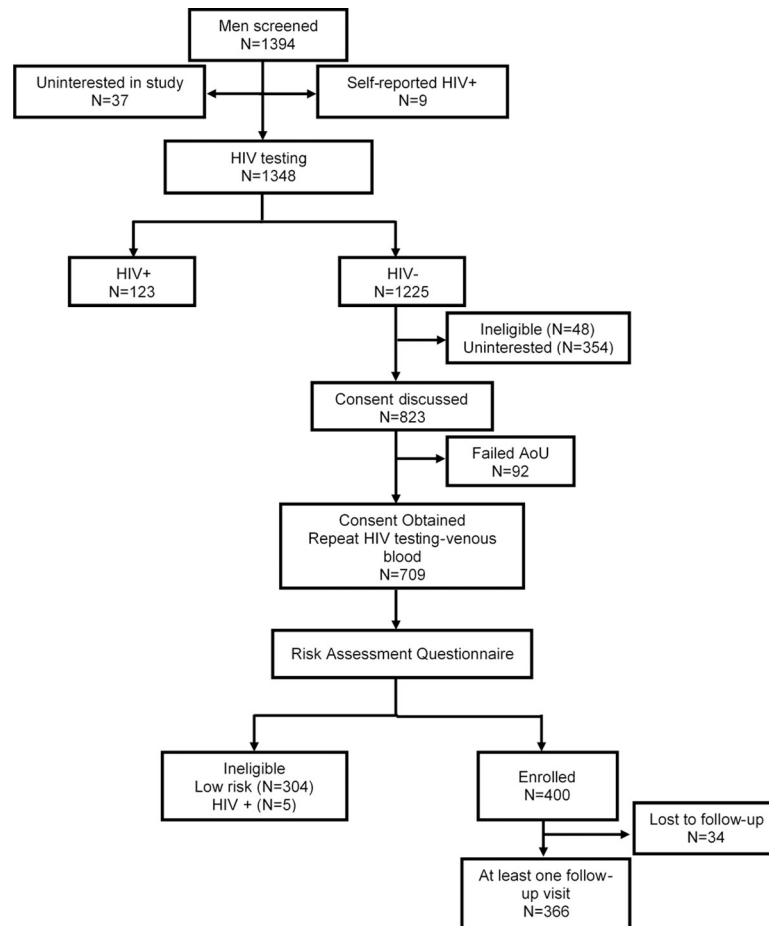 Men screened
N=1394
Uninterested in study
N=37
Self-reported HIV+
N=9
HIV testing
N=1348
HIV+
N=123
HIV-
N=1225
Ineligible (N=48)
Uninterested (N=354)
Consent discussed
N=823
Failed AoU
N=92
Consent Obtained
Repeat HIV testing-venous
blood
N=709
Risk Assessment Questionnaire
Ineligible
Low risk (N=304)
HIV + (N=5)
Enrolled
N=400
Lost to follow-up
N=34
At least one follow-
up visit
N=366